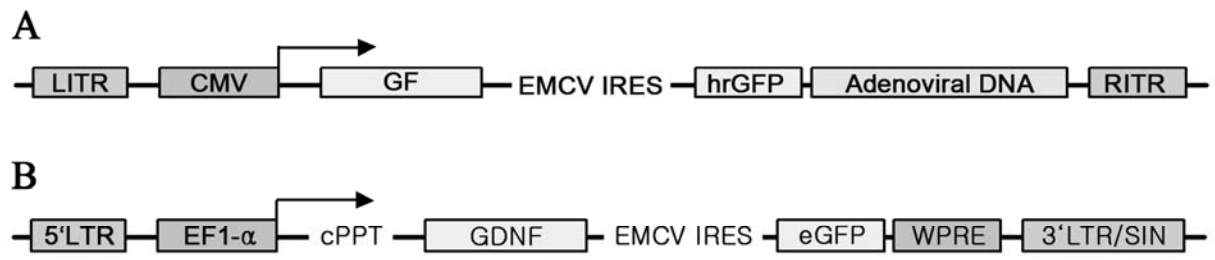 A
LITR CMV GF EMCV IRES hrGFP Adenoviral DNA RITR
B
5'LTR EF1-α cPPT GDNF EMCV IRES eGFP WPRE 3'LTR/SIN